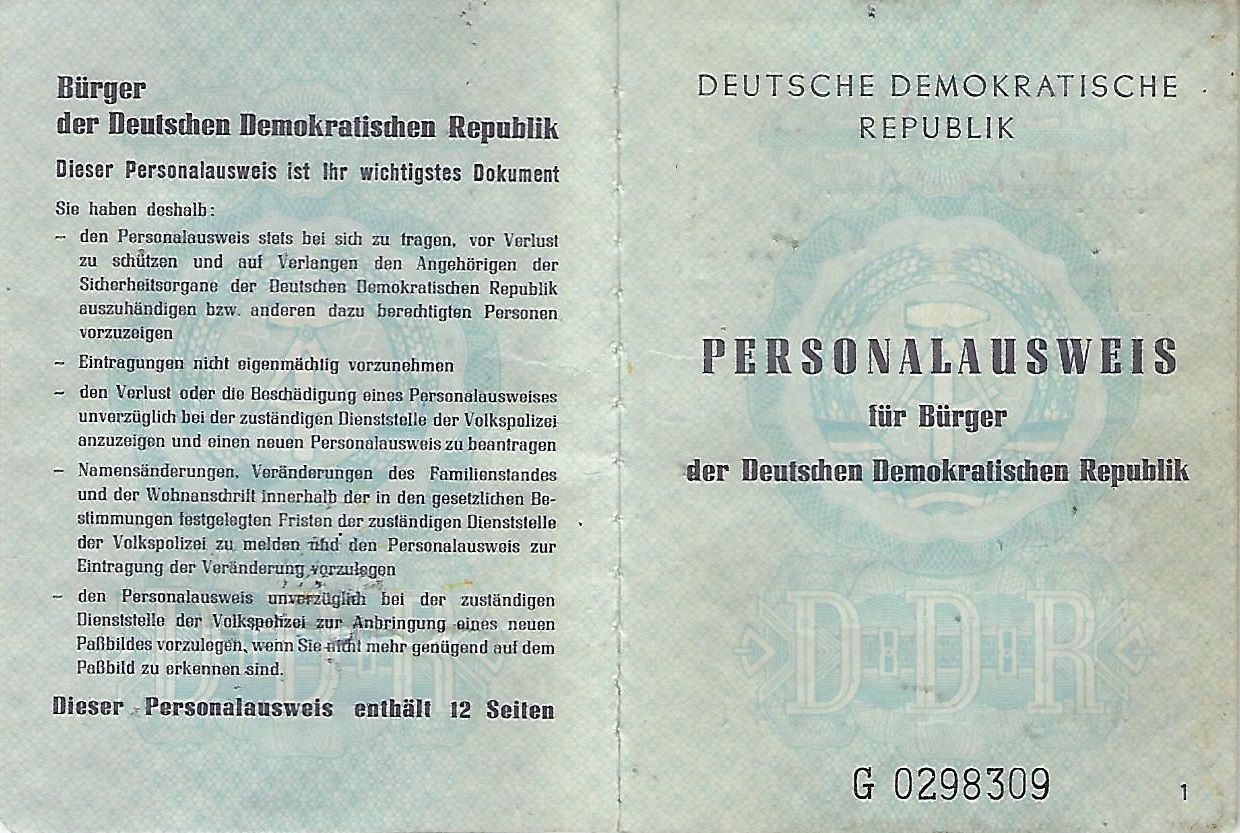 Bürger
der Deutschen Demokratischen Republik
Dieser Personalausweis ist Ihr wichtigstes Dokument
Sie haben deshalb:
– den Personalausweis stets bei sich zu tragen, vor Verlust
zu schützen und auf Verlangen den Angehörigen der
Sicherheitsorgane der Deutschen Demokratischen Republik
auszuhändigen bzw. anderen dazu berechtigten Personen
vorzuzeigen
– Eintragungen nicht eigenmächtig vorzunehmen
– den Verlust oder die Beschädigung eines Personalausweises
unverzüglich bei der zuständigen Dienststelle der Volkspolizei
anzuzeigen und einen neuen Personalausweis zu beantragen
– Namensänderungen, Veränderungen des Familienstandes
und der Wohnanschrift innerhalb der in den gesetzlichen Be-
stimmungen festgelegten Fristen der zuständigen Dienststelle
der Volkspolizei zu melden und den Personalausweis zur
Eintragung der Veränderung vorzulegen
– den Personalausweis unverzüglich bei der zuständigen
Dienststelle der Volkspolizei zur Anbringung eines neuen
Paßbildes vorzulegen, wenn Sie nicht mehr genügend auf dem
Paßbild zu erkennen sind.
Dieser Personalausweis enthält 12 Seiten
DDR
DEUTSCHE DEMOKRATISCHE
REPUBLIK
PERSONALAUSWEIS
für Bürger
der Deutschen Demokratischen Republik
D·D·R
G 0298309
1